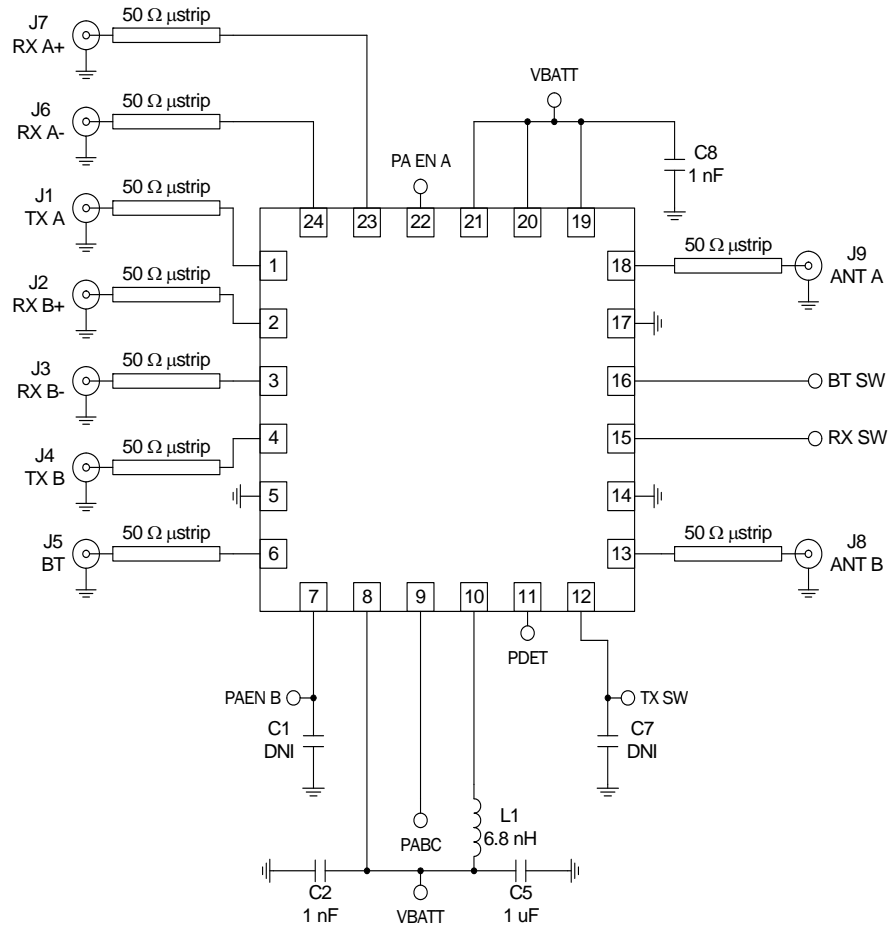 J7
RX A+
50 Ω μstrip
J6
RX A-
50 Ω μstrip
J1
TX A
50 Ω μstrip
J2
RX B+
50 Ω μstrip
J3
RX B-
50 Ω μstrip
J4
TX B
50 Ω μstrip
J5
BT
50 Ω μstrip
PA EN A
VBATT
C8
1 nF
24
23
22
21
20
19
1
2
3
4
5
6
18
17
16
15
14
13
50 Ω μstrip
J9
ANT A
BT SW
RX SW
50 Ω μstrip
J8
ANT B
7
8
9
10
11
12
PDET
PAEN B
C1
DNI
TX SW
C7
DNI
PABC
L1
6.8 nH
C2
1 nF
VBATT
C5
1 uF